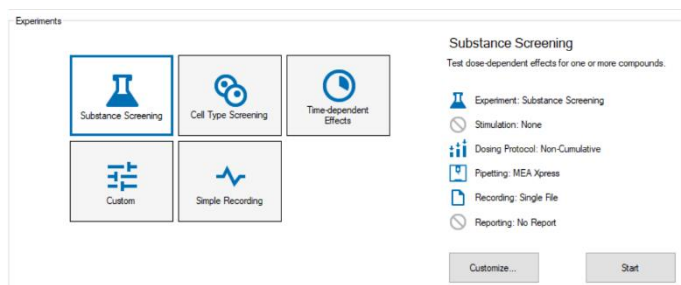 Experiments
Substance Screening
Cell Type Screening
Time-dependent
Effects
Custom
Simple Recording
Substance Screening
Test dose-dependent effects for one or more compounds.
Experiment: Substance Screening
Stimulation: None
Dosing Protocol: Non-Cumulative
Pipetting: MEA Xpress
Recording: Single File
Reporting: No Report
Customize...
Start